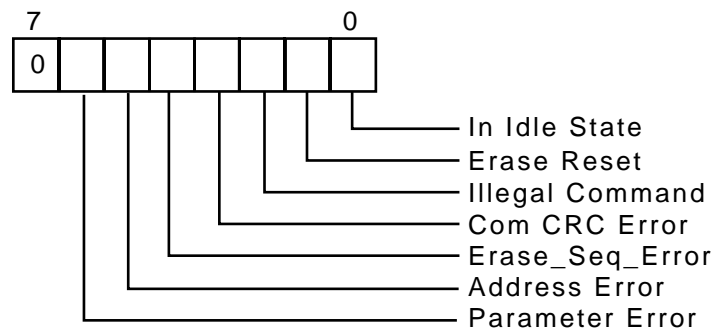 7 0
0
In Idle State
Erase Reset
Illegal Command
Com CRC Error
Erase_Seq_Error
Address Error
Parameter Error